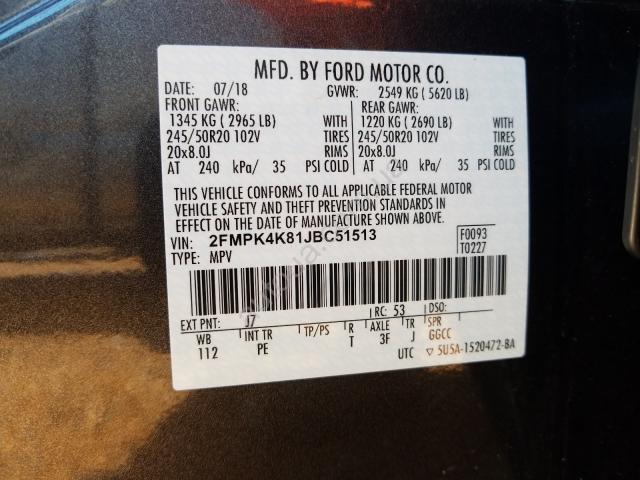 MFD. BY FORD MOTOR CO.
DATE: 07/18 GVWR: 2549 KG ( 5620 LB)
FRONT GAWR: REAR GAWR:
1345 KG ( 2965 LB) WITH 1220 KG ( 2690 LB) WITH
245/50R20 102V TIRES 245/50R20 102V TIRES
20x8.0J RIMS 20x8.0J RIMS
AT 240 kPa/ 35 PSI COLD AT 240 kPa/ 35 PSI COLD
THIS VEHICLE CONFORMS TO ALL APPLICABLE FEDERAL MOTOR
VEHICLE SAFETY AND THEFT PREVENTION STANDARDS IN
EFFECT ON THE DATE OF MANUFACTURE SHOWN ABOVE.
VIN: 2FMPK4K81JBC51513 F0093
TYPE: MPV T0227
EXT PNT: J7 RC: 53 DSO:
WB INT TR TP/PS R AXLE TR SPR
112 PE T 3F J GGCC
UTC ▽ 5U5A-1520472-BA